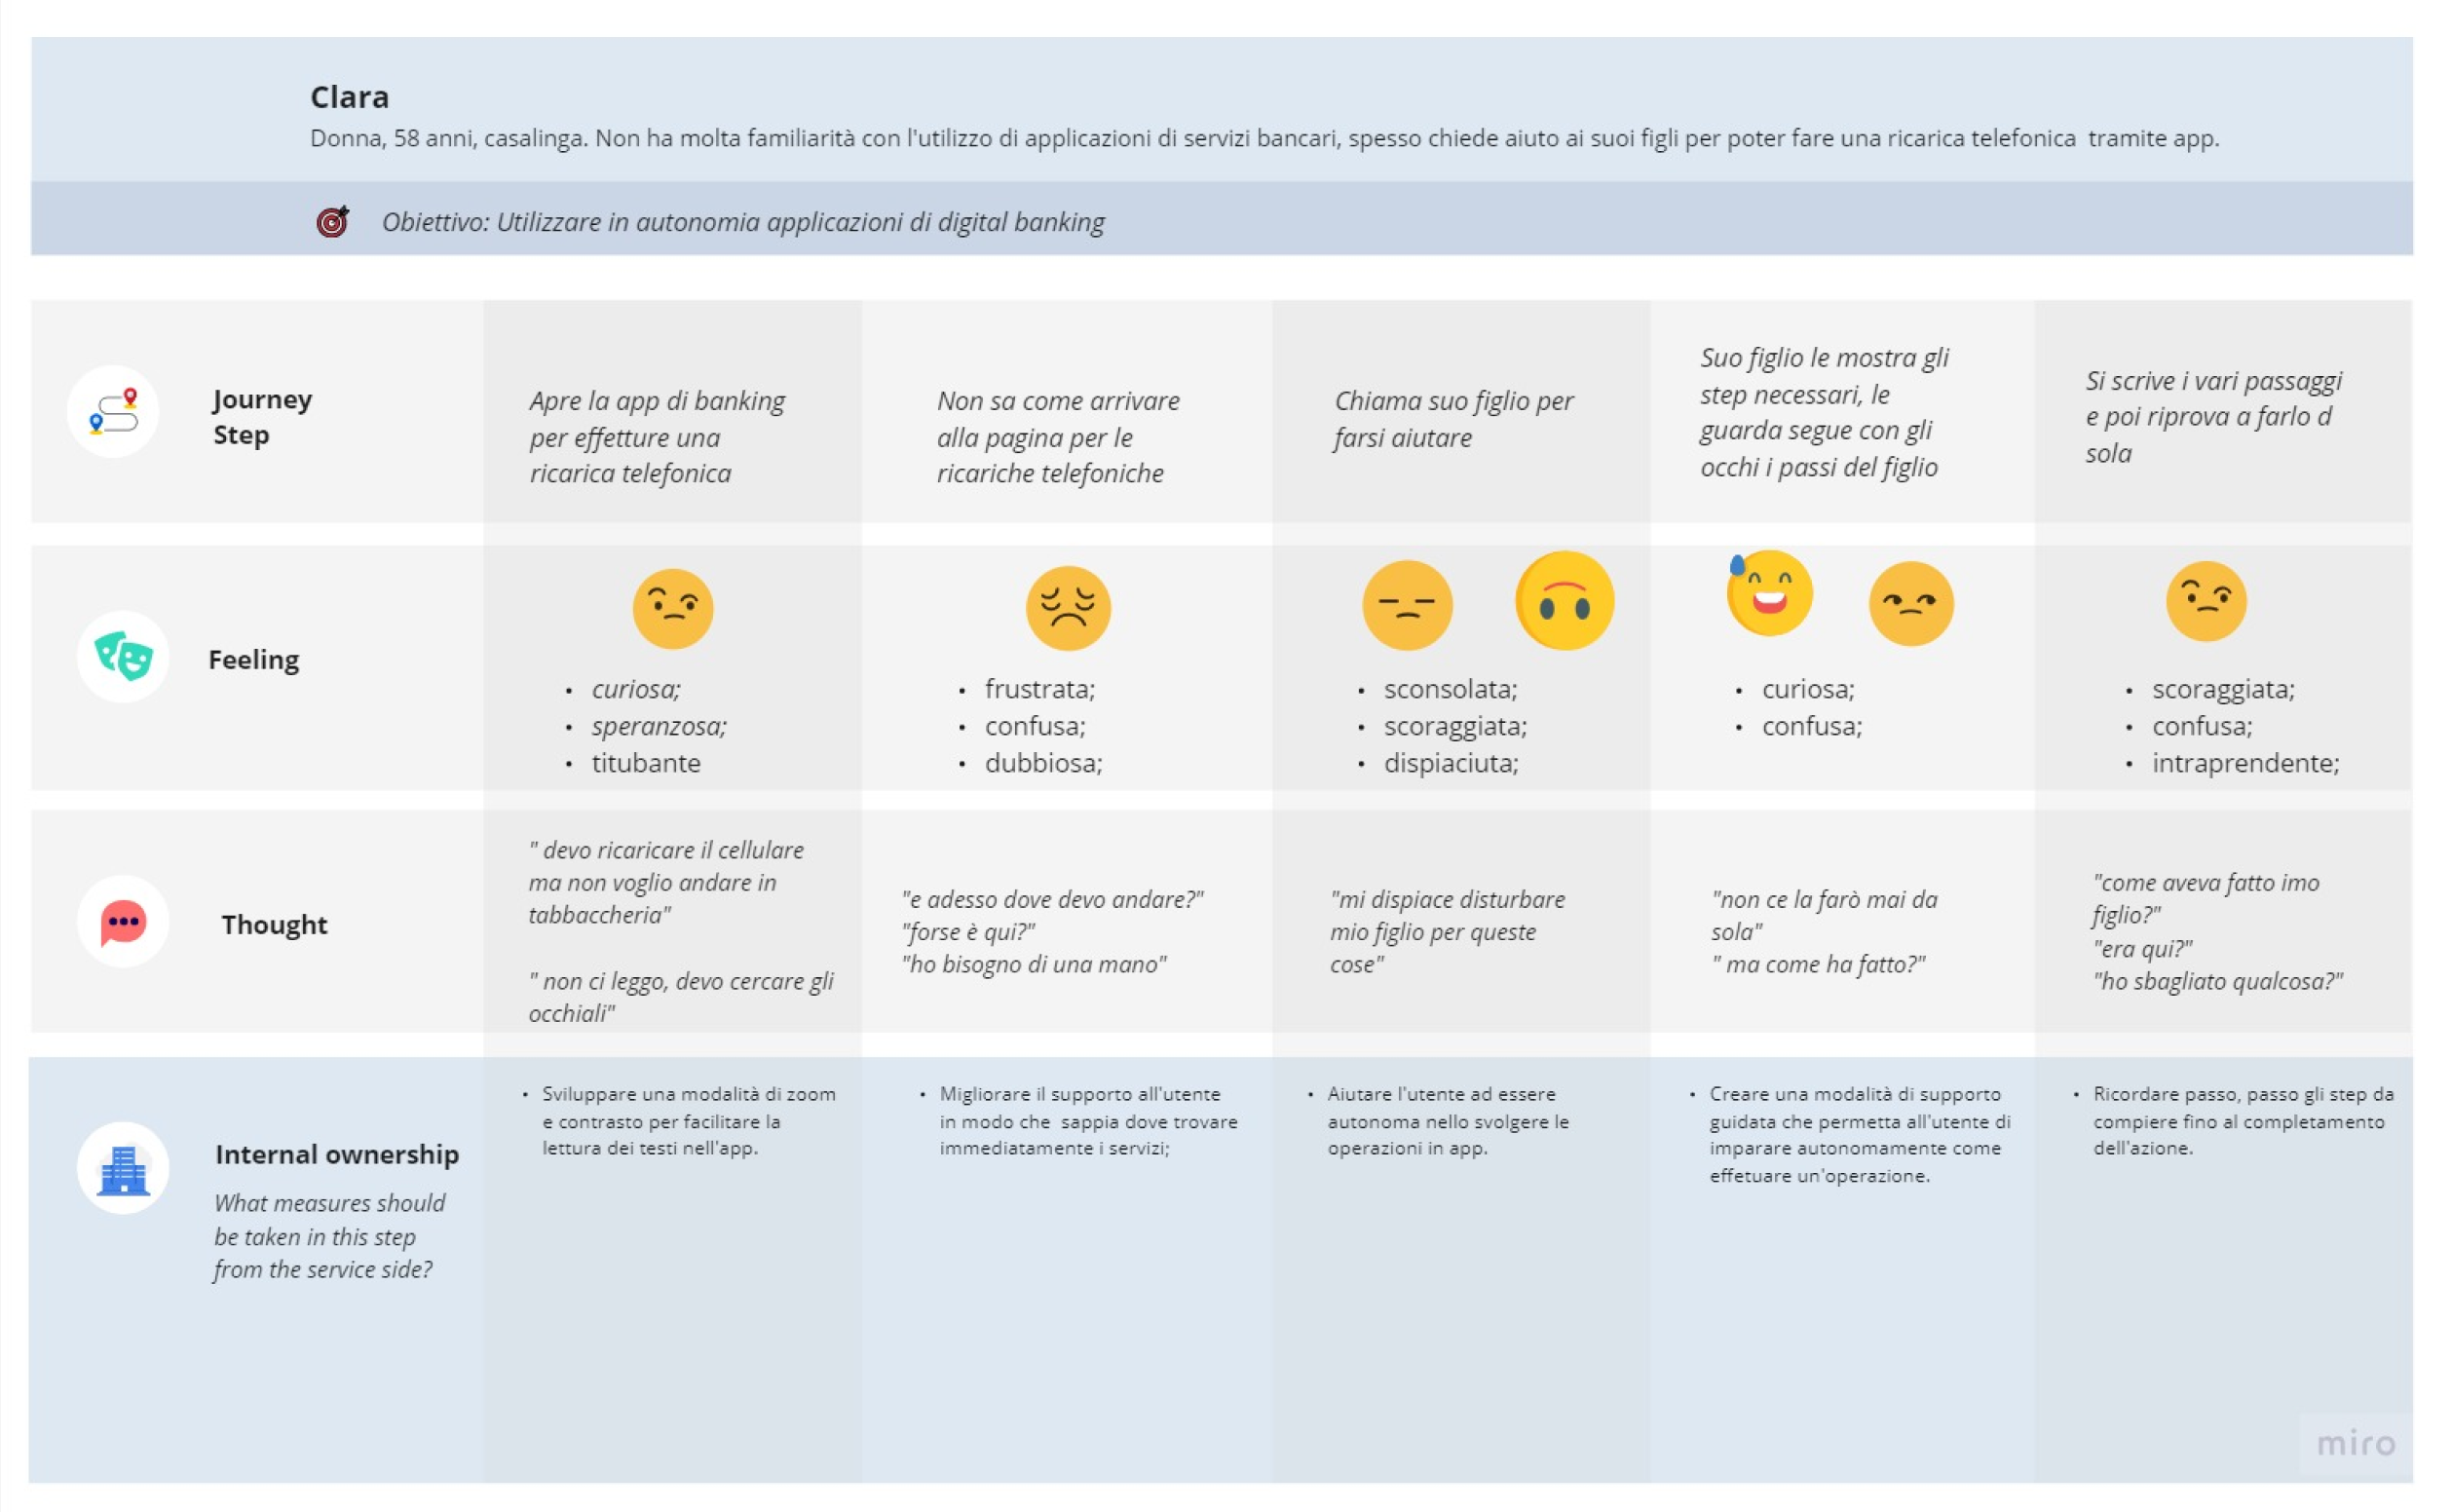 Clara
Donna, 58 anni, casalinga. Non ha molta familiarità con l'utilizzo di applicazioni di servizi bancari, spesso chiede aiuto ai suoi figli per poter fare una ricarica telefonica tramite app.
Obiettivo: Utilizzare in autonomia applicazioni di digital banking
Journey
Step
Apre la app di banking
per effetture una
ricarica telefonica
Non sa come arrivare
alla pagina per le
ricariche telefoniche
Chiama suo figlio per
farsi aiutare
Suo figlio le mostra gli
step necessari, le
guarda segue con gli
occhi i passi del figlio
Si scrive i vari passaggi
e poi riprova a farlo d
sola
Feeling
• curiosa;
• speranzosa;
• titubante
• frustrata;
• confusa;
• dubbiosa;
• sconsolata;
• scoraggiata;
• dispiaciuta;
• curiosa;
• confusa;
• scoraggiata;
• confusa;
• intraprendente;
Thought
" devo ricaricare il cellulare
ma non voglio andare in
tabbaccheria"
" non ci leggo, devo cercare gli
occhiali"
"e adesso dove devo andare?"
"forse è qui?"
"ho bisogno di una mano"
"mi dispiace disturbare
mio figlio per queste
cose"
"non ce la farò mai da
sola"
" ma come ha fatto?"
"come aveva fatto imo
figlio?"
"era qui?"
"ho sbagliato qualcosa?"
Internal ownership
What measures should
be taken in this step
from the service side?
• Sviluppare una modalità di zoom
e contrasto per facilitare la
lettura dei testi nell'app.
• Migliorare il supporto all'utente
in modo che sappia dove trovare
immediatamente i servizi;
• Aiutare l'utente ad essere
autonoma nello svolgere le
operazioni in app.
• Creare una modalità di supporto
guidata che permetta all'utente di
imparare autonomamente come
effetuare un'operazione.
• Ricordare passo, passo gli step da
compiere fino al completamento
dell'azione.
miro